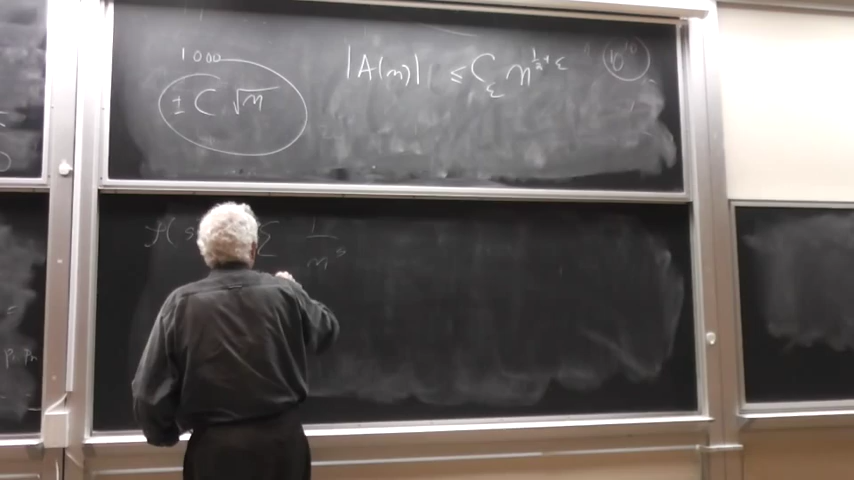 1000
± C √n
|A(n)| ≤ C_ε n^{1/2+ε}
10^10
Σ 1/n^s